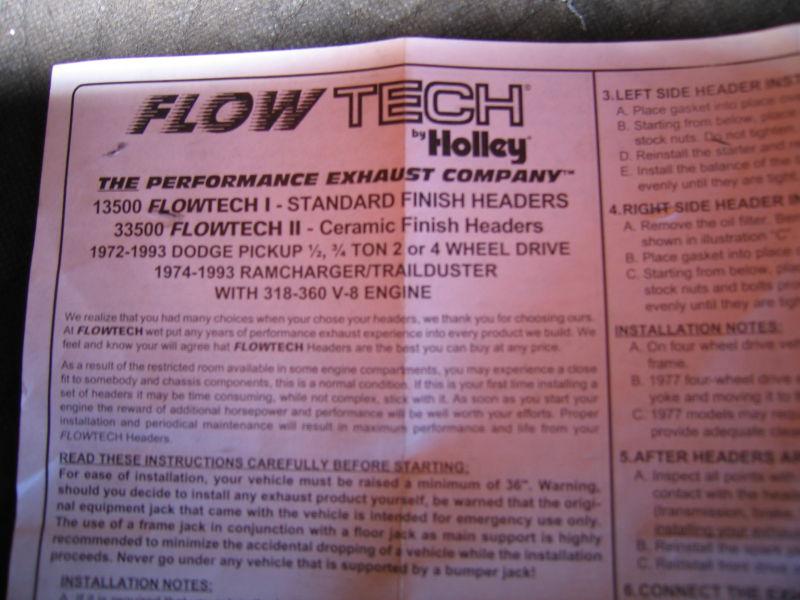 FLOWTECH
by Holley
THE PERFORMANCE EXHAUST COMPANY™
13500 FLOWTECH I - STANDARD FINISH HEADERS
33500 FLOWTECH II - Ceramic Finish Headers
1972-1993 DODGE PICKUP ½, ¾ TON 2 or 4 WHEEL DRIVE
1974-1993 RAMCHARGER/TRAILDUSTER
WITH 318-360 V-8 ENGINE
We realize that you had many choices when your chose your headers, we thank you for choosing ours.
At FLOWTECH wet put any years of performance exhaust experience into every product we build. We
feel and know your will agree hat FLOWTECH Headers are the best you can buy at any price.
As a result of the restricted room available in some engine compartments, you may experience a close
fit to somebody and chassis components, this is a normal condition. If this is your first time installing a
set of headers it may be time consuming, while not complex, stick with it. As soon as you start your
engine the reward of additional horsepower and performance will be well worth your efforts. Proper
installation and periodical maintenance will result in maximum performance and life from your
FLOWTECH Headers.
READ THESE INSTRUCTIONS CAREFULLY BEFORE STARTING:
For ease of installation, your vehicle must be raised a minimum of 36". Warning,
should you decide to install any exhaust product yourself, be warned that the origi-
nal equipment jack that came with the vehicle is intended for emergency use only.
The use of a frame jack in conjunction with a floor jack as main support is highly
recommended to minimize the accidental dropping of a vehicle while the installation
proceeds. Never go under any vehicle that is supported by a bumper jack!
INSTALLATION NOTES:
3.LEFT SIDE HEADER
A. Place gasket into place
B. Starting from below, place
stock nuts. Do not tighten.
D. Reinstall the starter and
E. Install the balance of the
evenly until they are tight.
4.RIGHT SIDE HEADER
A. Remove the oil filter.
shown in illustration "C".
B. Place gasket into place
C. Starting from below,
stock nuts and bolts
evenly until they are
INSTALLATION NOTES:
A. On four wheel drive
frame.
B. 1977 four-wheel drive
yoke and moving it to
C. 1977 models may
provide adequate
5.AFTER HEADERS
A. Inspect all points with
contact with the
(transmission, brake
installing your exhaust
B. Reinstall the spark
C. Reinstall front drive
6.CONNECT THE